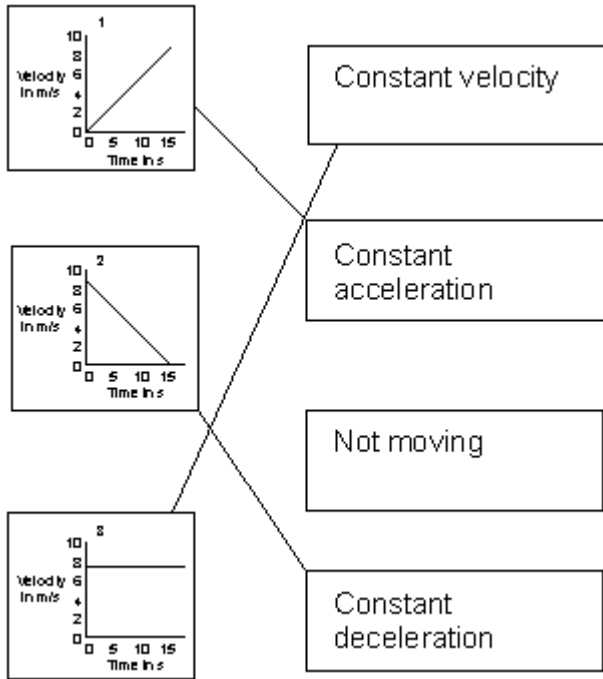 1
10
8
Velocity
6
in m/s
4
2
0
0 5 10 15
Time in s
Constant velocity
2
10
8
Velocity
6
in m/s
4
2
0
0 5 10 15
Time in s
Constant
acceleration
Not moving
3
10
8
Velocity
6
in m/s
4
2
0
0 5 10 15
Time in s
Constant
deceleration